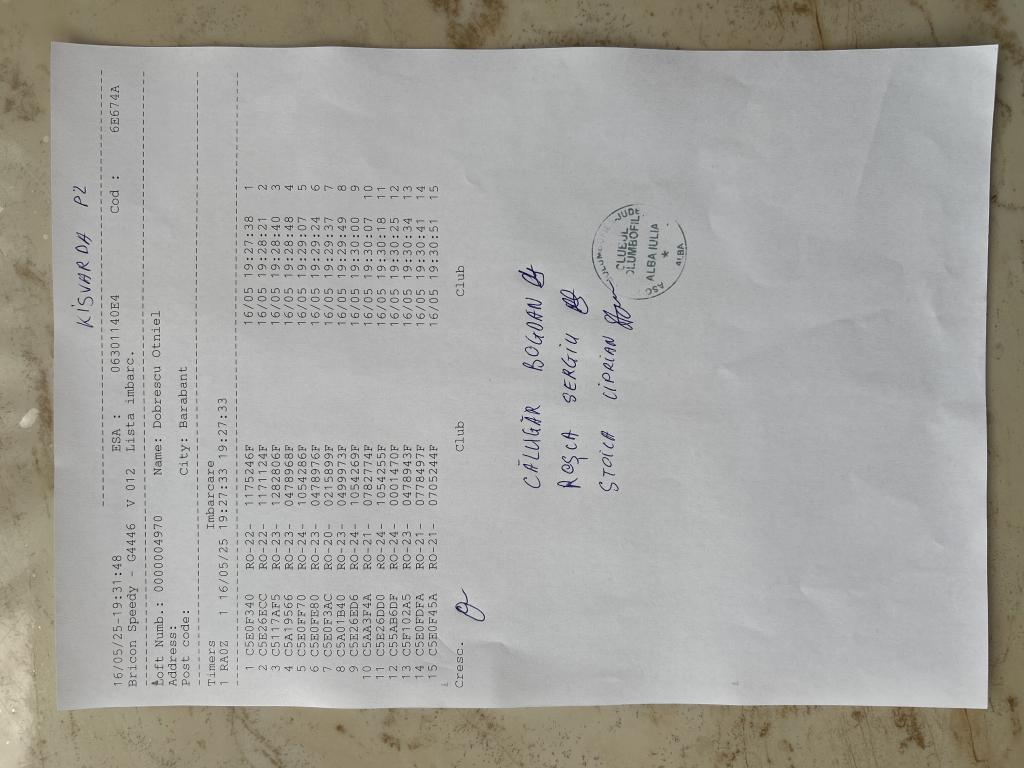 KISVARDA P2
16/05/25-19:31:48 ESA : 06301140E4 Cod : 6E674A
Bricon Speedy - G4446 V 012 Lista imbarc.
Loft Numb.: 0000004970 Name: Dobrescu Otniel
Address:
Post code: City: Barabant
Timers Imbarcare
1 RA0Z 1 16/05/25 19:27:33 19:27:33
1 C5E0F340 RO-22- 1175246F 16/05 19:27:38 1
2 C5E26ECC RO-22- 1171124F 16/05 19:28:21 2
3 C5117AF5 RO-23- 1282806F 16/05 19:28:40 3
4 C5A19566 RO-23- 0478968F 16/05 19:28:48 4
5 C5E0FF70 RO-24- 1054286F 16/05 19:29:07 5
6 C5E0FE80 RO-23- 0478976F 16/05 19:29:24 6
7 C5E0F3AC RO-20- 0215899F 16/05 19:29:37 7
8 C5A01B40 RO-23- 0499973F 16/05 19:29:49 8
9 C5E26ED6 RO-24- 1054269F 16/05 19:30:00 9
10 C5AA3F4A RO-21- 0782774F 16/05 19:30:07 10
11 C5E26DD0 RO-24- 1054255F 16/05 19:30:18 11
12 C55AB6DF RO-24- 0001470F 16/05 19:30:25 12
13 C5F102A5 RO-23- 0478943F 16/05 19:30:34 13
14 C5E0FDFA RO-21- 0778497F 16/05 19:30:41 14
15 C5E0F45A RO-21- 0705244F 16/05 19:30:51 15
Cresc. Club Club
CĂLUGĂR BOGDAN
ROȘCA SERGIU
STOICA CIPRIAN
ALBA IULIA
ALBA